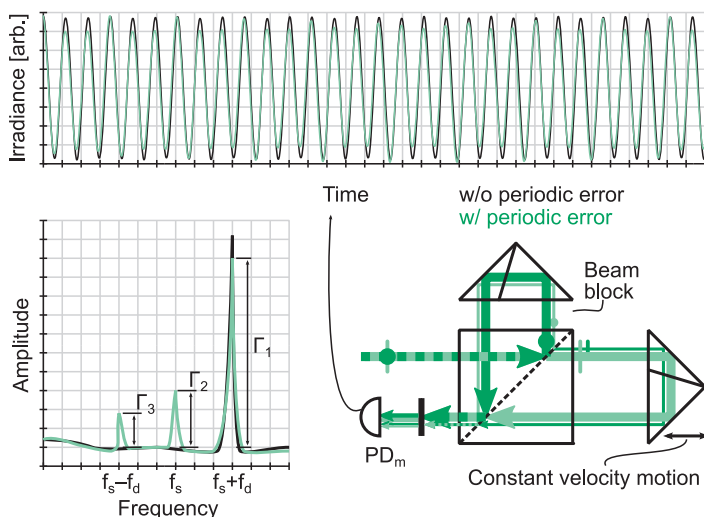 Irradiance [arb.]
Time
w/o periodic error
w/ periodic error
Beam
block
Amplitude
Γ1
Γ2
Γ3
fs–fd
fs
fs+fd
Frequency
PDm
Constant velocity motion